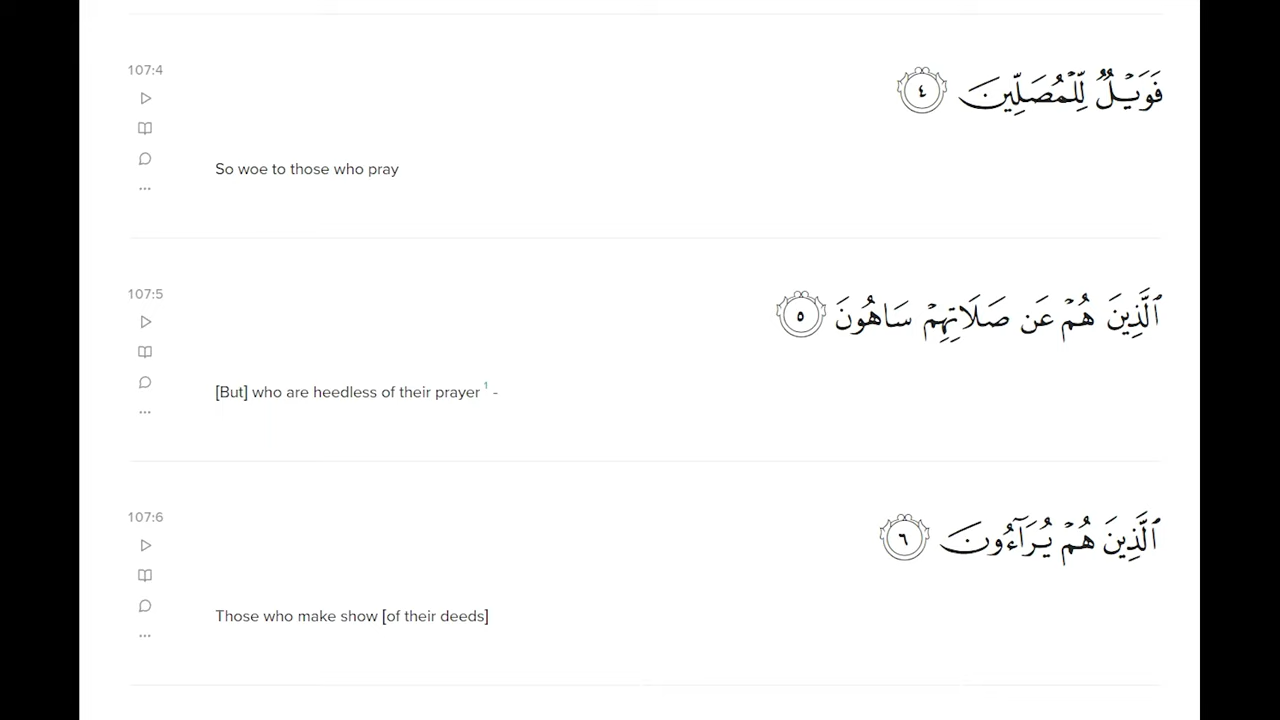 107:4
فَوَيْلٌ لِّلْمُصَلِّينَ ٤
So woe to those who pray
107:5
ٱلَّذِينَ هُمْ عَن صَلَاتِهِمْ سَاهُونَ ٥
[But] who are heedless of their prayer 1 -
107:6
ٱلَّذِينَ هُمْ يُرَآءُونَ ٦
Those who make show [of their deeds]